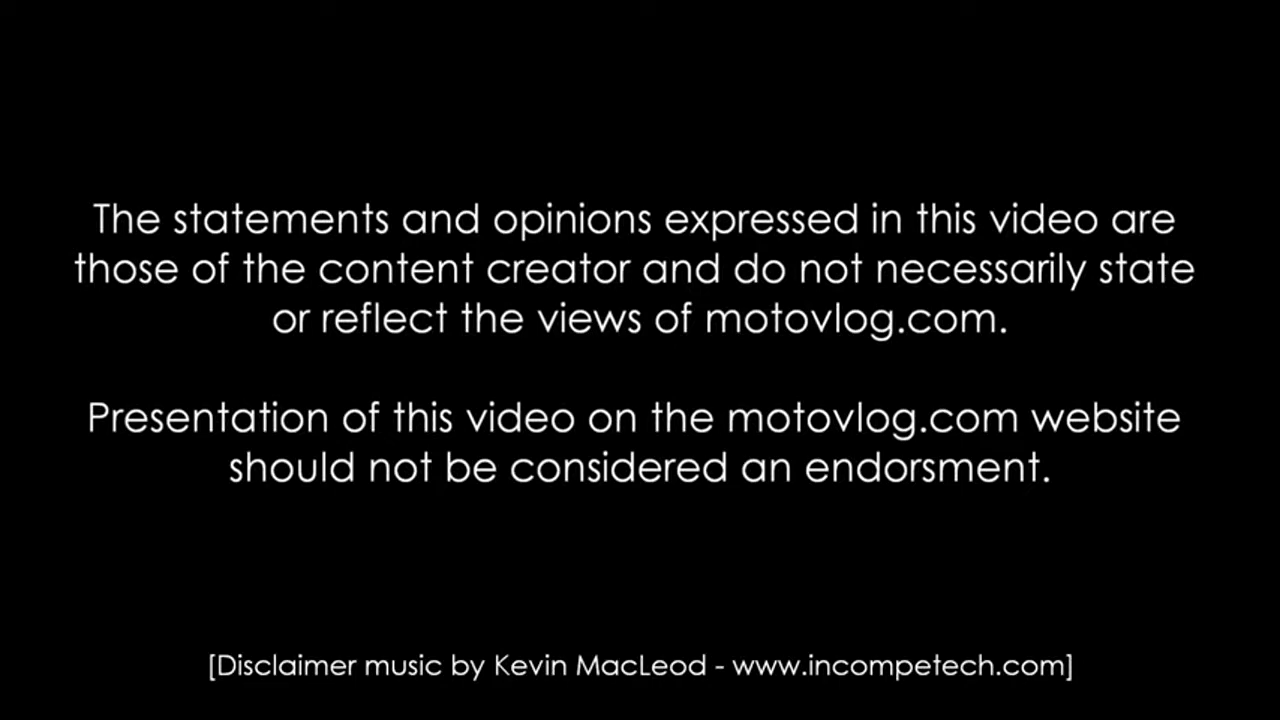 The statements and opinions expressed in this video are
those of the content creator and do not necessarily state
or reflect the views of motovlog.com.
Presentation of this video on the motovlog.com website
should not be considered an endorsment.
[Disclaimer music by Kevin MacLeod - www.incompetech.com]